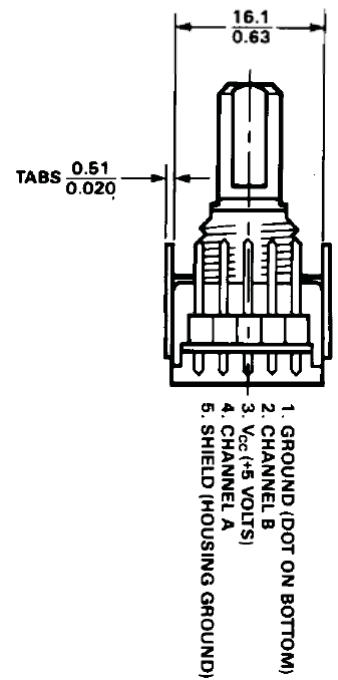 16.1
0.63
TABS 0.51
0.020
1. GROUND (DOT ON BOTTOM)
2. CHANNEL B
3. Vcc (+5 VOLTS)
4. CHANNEL A
5. SHIELD (HOUSING GROUND)